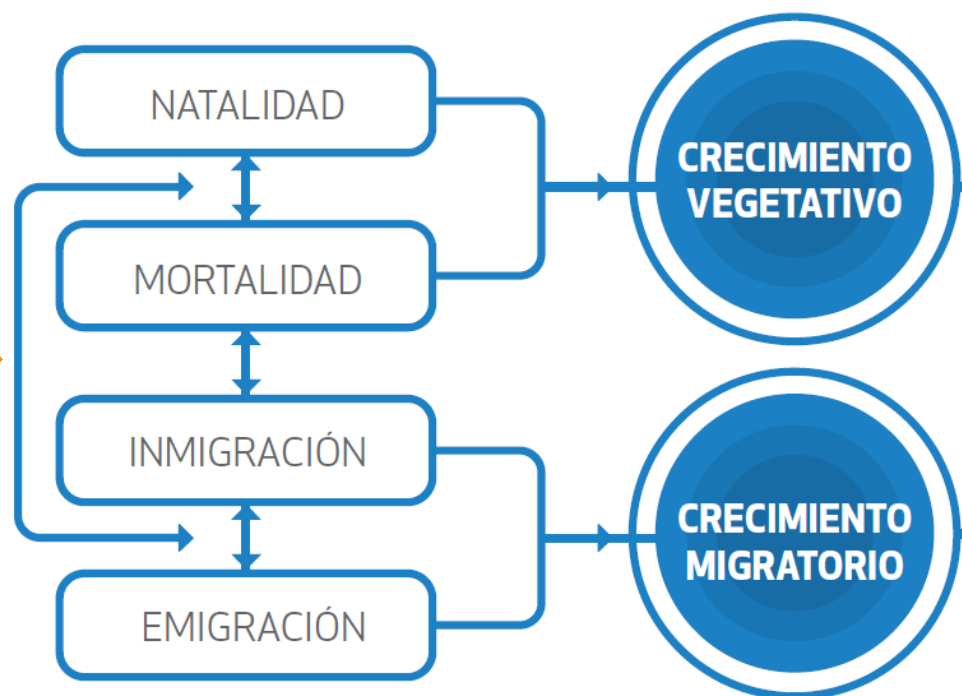 NATALIDAD
MORTALIDAD
INMIGRACIÓN
EMIGRACIÓN
CRECIMIENTO
VEGETATIVO
CRECIMIENTO
MIGRATORIO